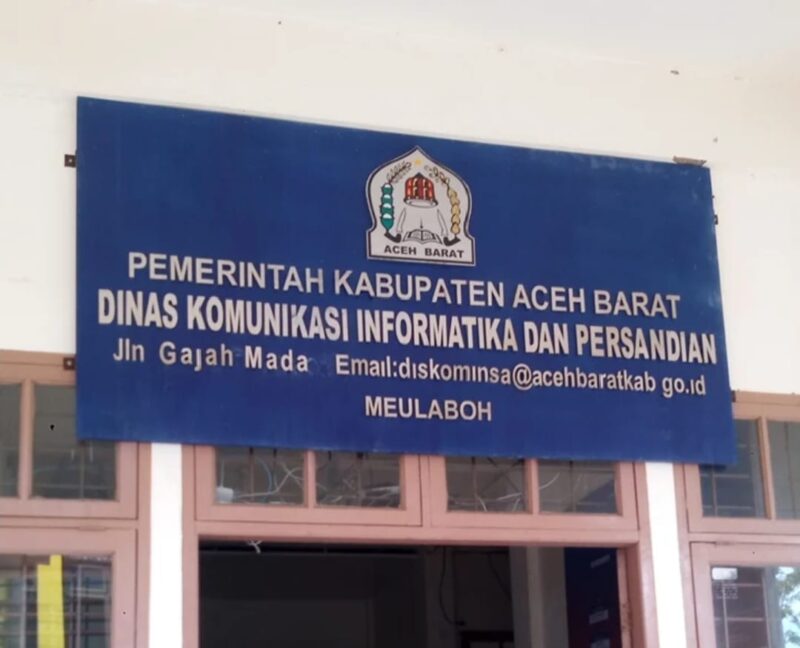 ACEH BARAT
PEMERINTAH KABUPATEN ACEH BARAT
DINAS KOMUNIKASI INFORMATIKA DAN PERSANDIAN
Jln Gajah Mada Email:diskominsa@acehbaratkab go.id
MEULABOH